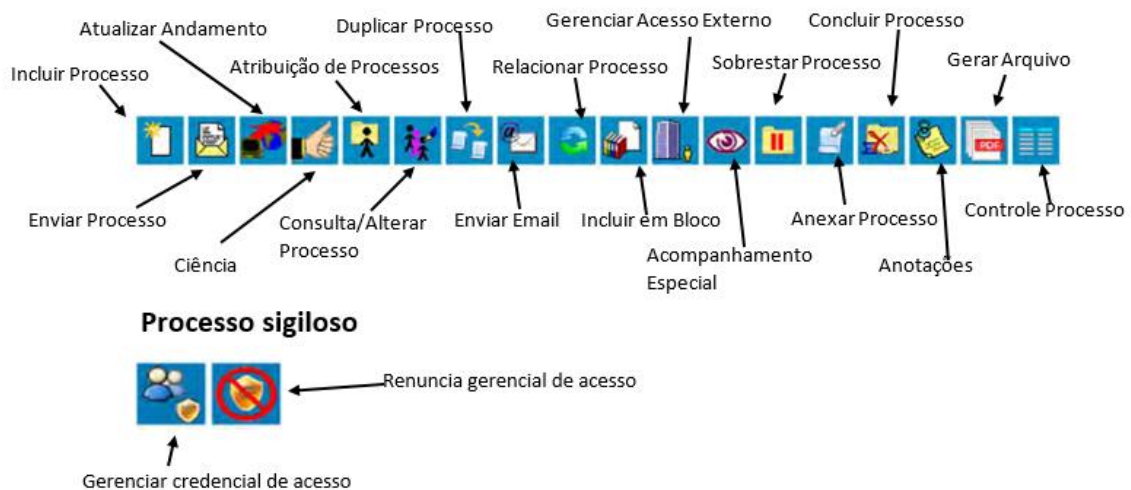 Gerenciar Acesso Externo
Concluir Processo
Duplicar Processo
Atualizar Andamento
Sobrestar Processo
Gerar Arquivo
Incluir Processo
Atribuição de Processos
Relacionar Processo
PDF
Enviar Processo
Consulta/Alterar
Processo
Enviar Email
Incluir em Bloco
Anexar Processo
Controle Processo
Ciência
Acompanhamento
Especial
Anotações
Processo sigiloso
Renuncia gerencial de acesso
Gerenciar credencial de acesso